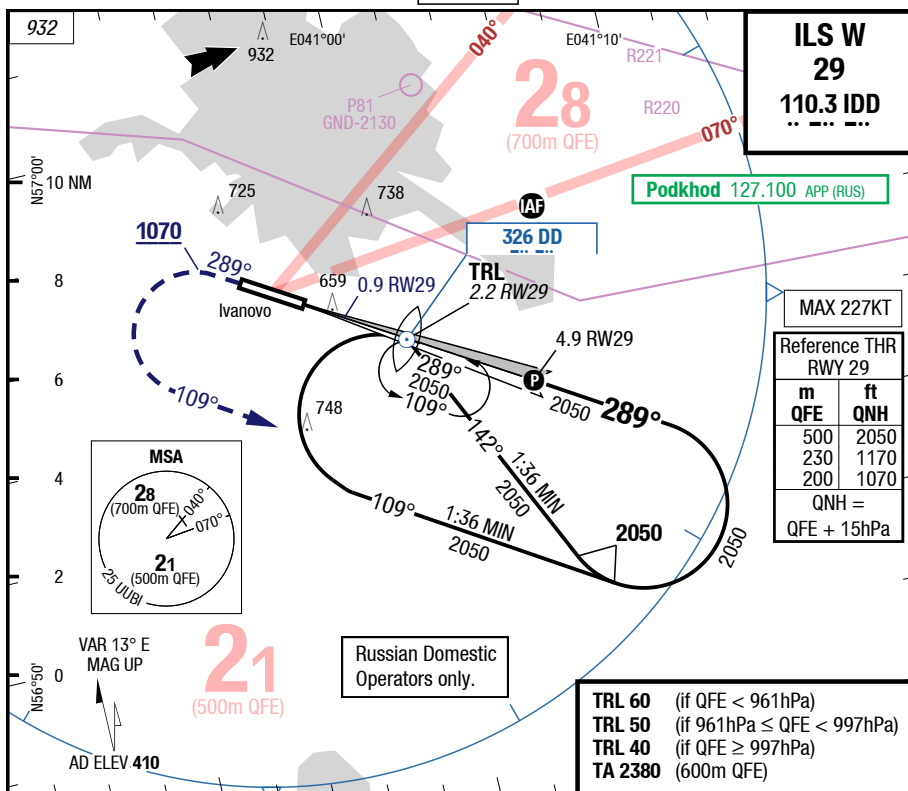 932
932
E041°00'
040°
E041°10'
R221
ILS W
29
110.3 IDD
P81
GND-2130
28
(700m QFE)
R220
070°
N57°00'
10 NM
725
738
IAF
Podkhod 127.100 APP (RUS)
326 DD
1070
289°
TRL
2.2 RW29
8
659
0.9 RW29
Ivanovo
MAX 227KT
4.9 RW29
Reference THR
RWY 29
m ft
QFE QNH
500 2050
230 1170
200 1070
QNH =
QFE + 15hPa
6
289°
2050
109°
P
2050
289°
109°
748
142°
1:36 MIN
2050
MSA
28
(700m QFE)
040°
070°
21
(500m QFE)
25 UUBI
4
109°
1:36 MIN
2050
2050
2050
2
VAR 13° E
MAG UP
N56°50'
0
21
(500m QFE)
Russian Domestic
Operators only.
AD ELEV 410
TRL 60 (if QFE < 961hPa)
TRL 50 (if 961hPa ≤ QFE < 997hPa)
TRL 40 (if QFE ≥ 997hPa)
TA 2380 (600m QFE)